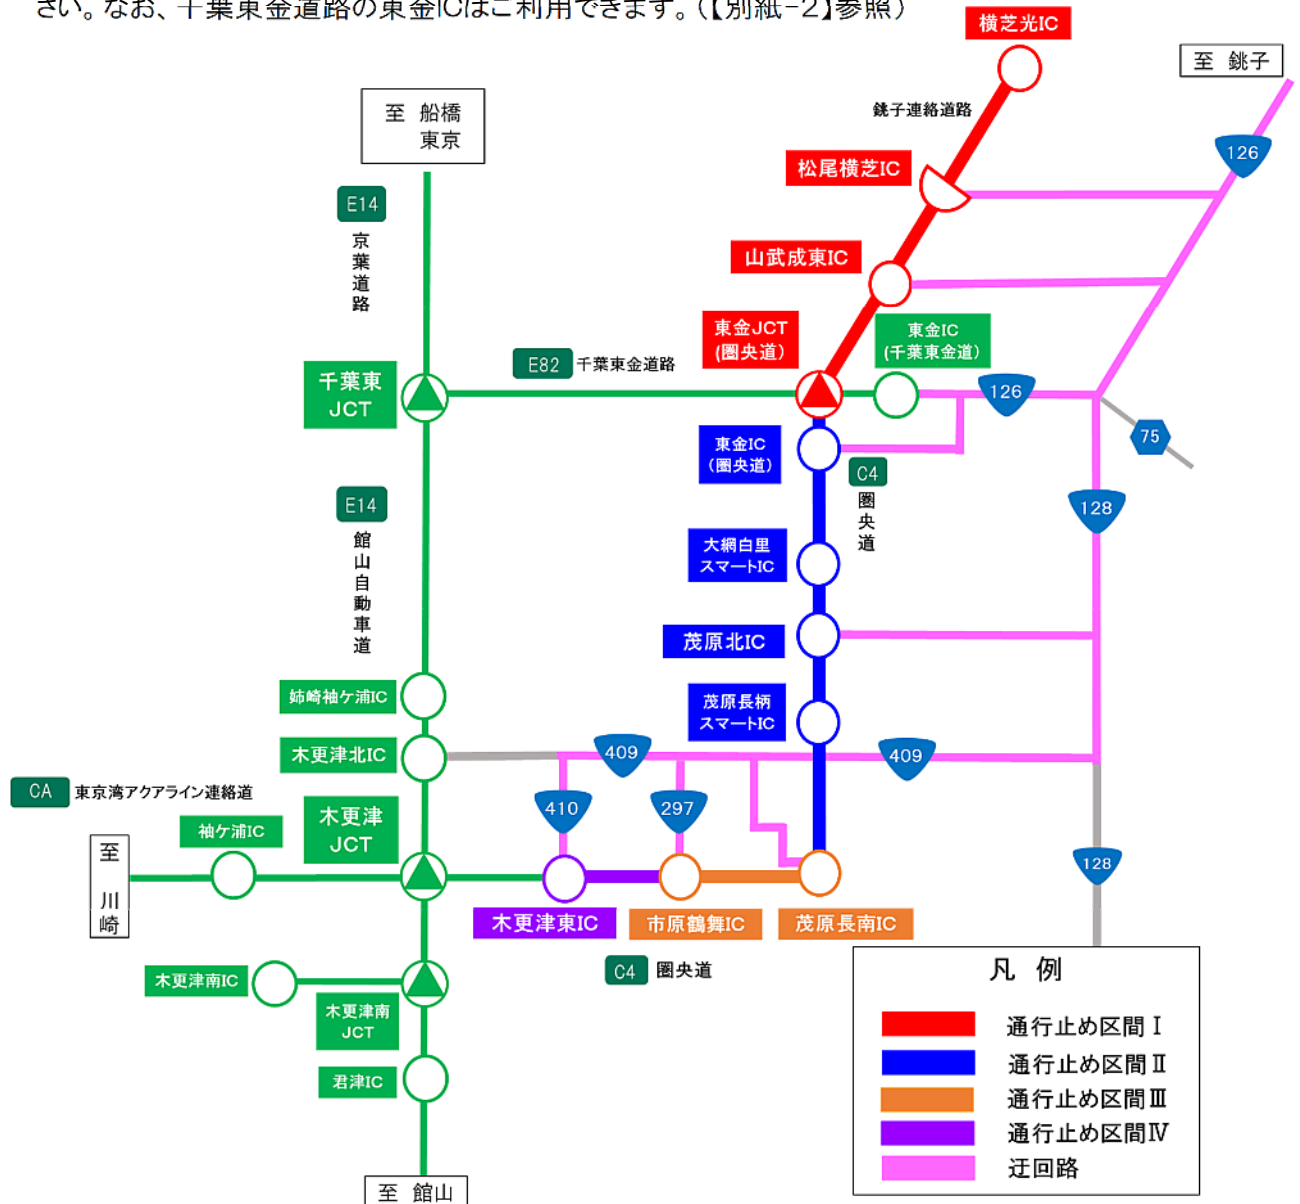 さい。なお、千葉東金道路の東金ICはご利用できます。(【別紙-2】参照)
横芝光IC
至 銚子
至 船橋
東京
銚子連絡道路
126
松尾横芝IC
E14
京葉道路
山武成東IC
東金JCT
(圏央道)
東金IC
(千葉東金道)
E82 千葉東金道路
千葉東
JCT
126
東金IC
(圏央道)
75
C4
圏央道
E14
館山自動車道
128
大網白里
スマートIC
茂原北IC
姉崎袖ケ浦IC
茂原長柄
スマートIC
木更津北IC
409
409
CA 東京湾アクアライン連絡道
410
297
袖ケ浦IC
木更津
JCT
至 川崎
128
木更津東IC
市原鶴舞IC
茂原長南IC
C4 圏央道
木更津南IC
木更津南
JCT
君津IC
至 館山
凡 例
通行止め区間Ⅰ
通行止め区間Ⅱ
通行止め区間Ⅲ
通行止め区間Ⅳ
迂回路